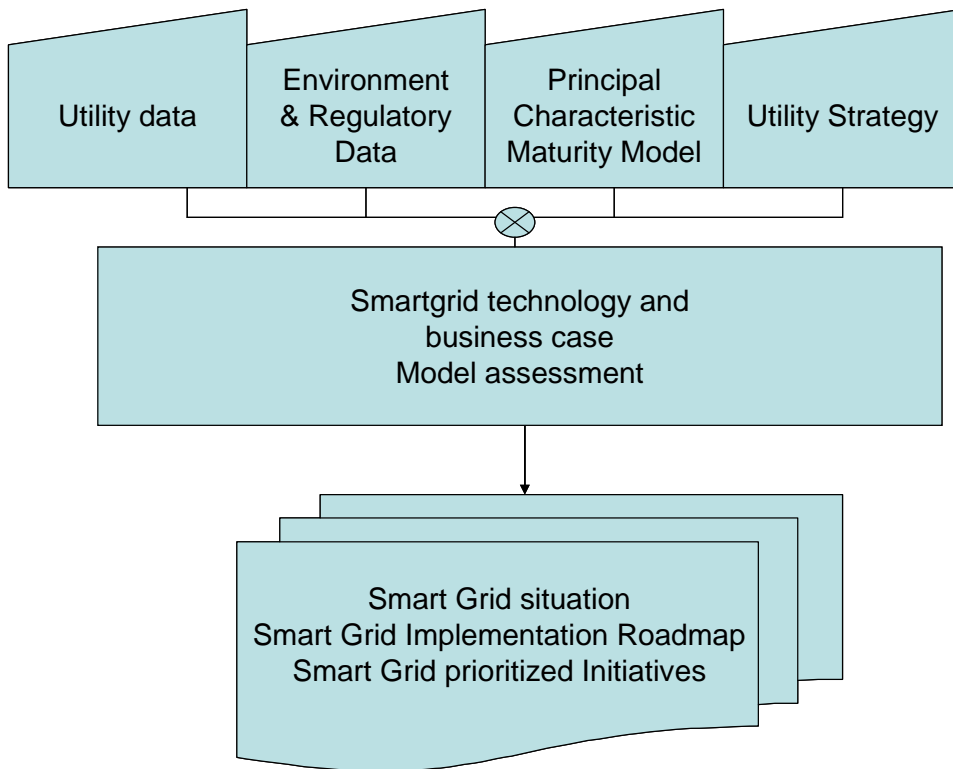 Utility data
Environment
& Regulatory
Data
Principal
Characteristic
Maturity Model
Utility Strategy
Smartgrid technology and
business case
Model assessment
Smart Grid situation
Smart Grid Implementation Roadmap
Smart Grid prioritized Initiatives